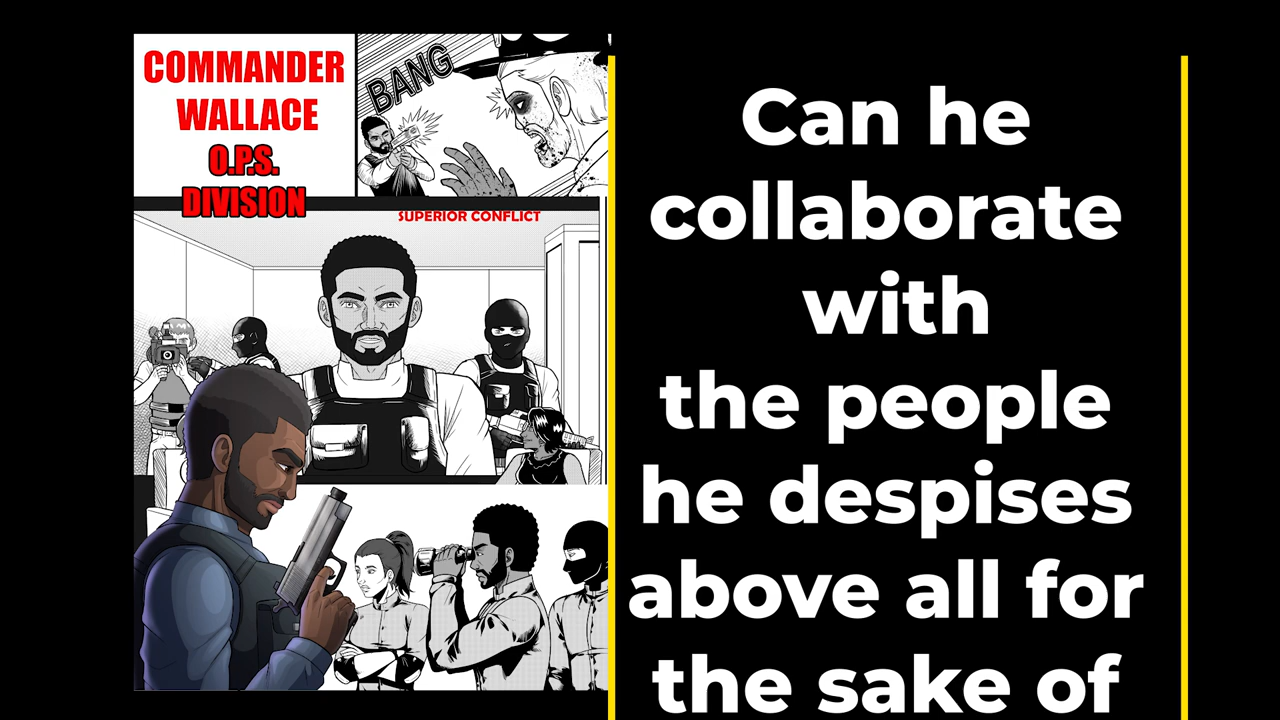 COMMANDER
WALLACE
O.P.S.
DIVISION
BANG
SUPERIOR CONFLICT
Can he
collaborate
with
the people
he despises
above all for
the sake of